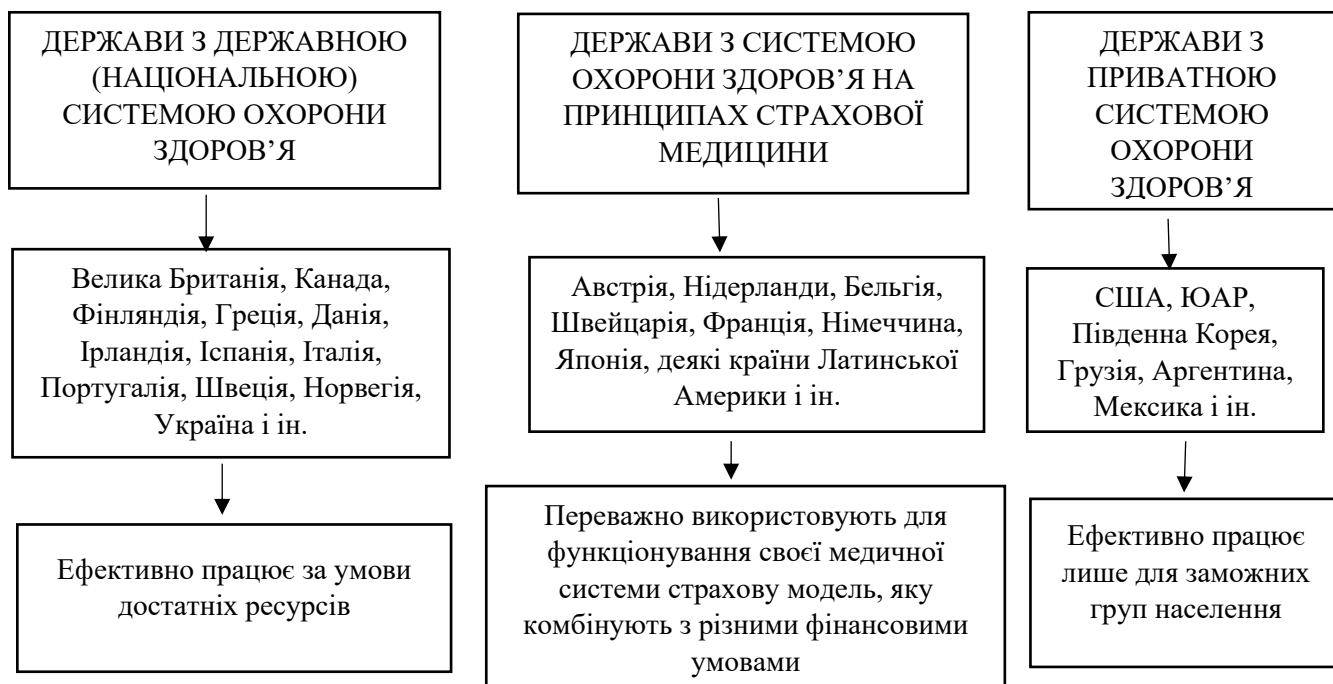 ДЕРЖАВИ З ДЕРЖАВНОЮ
(НАЦІОНАЛЬНОЮ)
СИСТЕМОЮ ОХОРОНИ
ЗДОРОВ’Я
ДЕРЖАВИ З СИСТЕМОЮ
ОХОРОНИ ЗДОРОВ’Я НА
ПРИНЦИПАХ СТРАХОВОЇ
МЕДИЦИНИ
ДЕРЖАВИ З
ПРИВАТНОЮ
СИСТЕМОЮ
ОХОРОНИ
ЗДОРОВ’Я
Велика Британія, Канада,
Фінляндія, Греція, Данія,
Ірландія, Іспанія, Італія,
Португалія, Швеція, Норвегія,
Україна і ін.
Австрія, Нідерланди, Бельгія,
Швейцарія, Франція, Німеччина,
Японія, деякі країни Латинської
Америки і ін.
США, ЮАР,
Південна Корея,
Грузія, Аргентина,
Мексика і ін.
Ефективно працює за умови
достатніх ресурсів
Переважно використовують для
функціонування своєї медичної
системи страхову модель, яку
комбінують з різними фінансовими
умовами
Ефективно працює
лише для заможних
груп населення